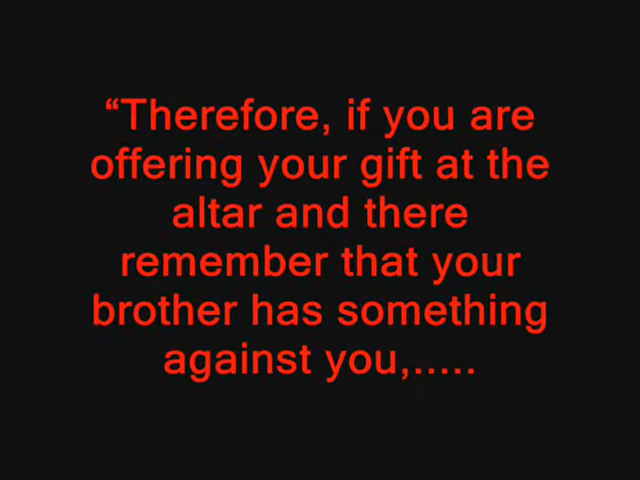 “Therefore, if you are
offering your gift at the
altar and there
remember that your
brother has something
against you,.....